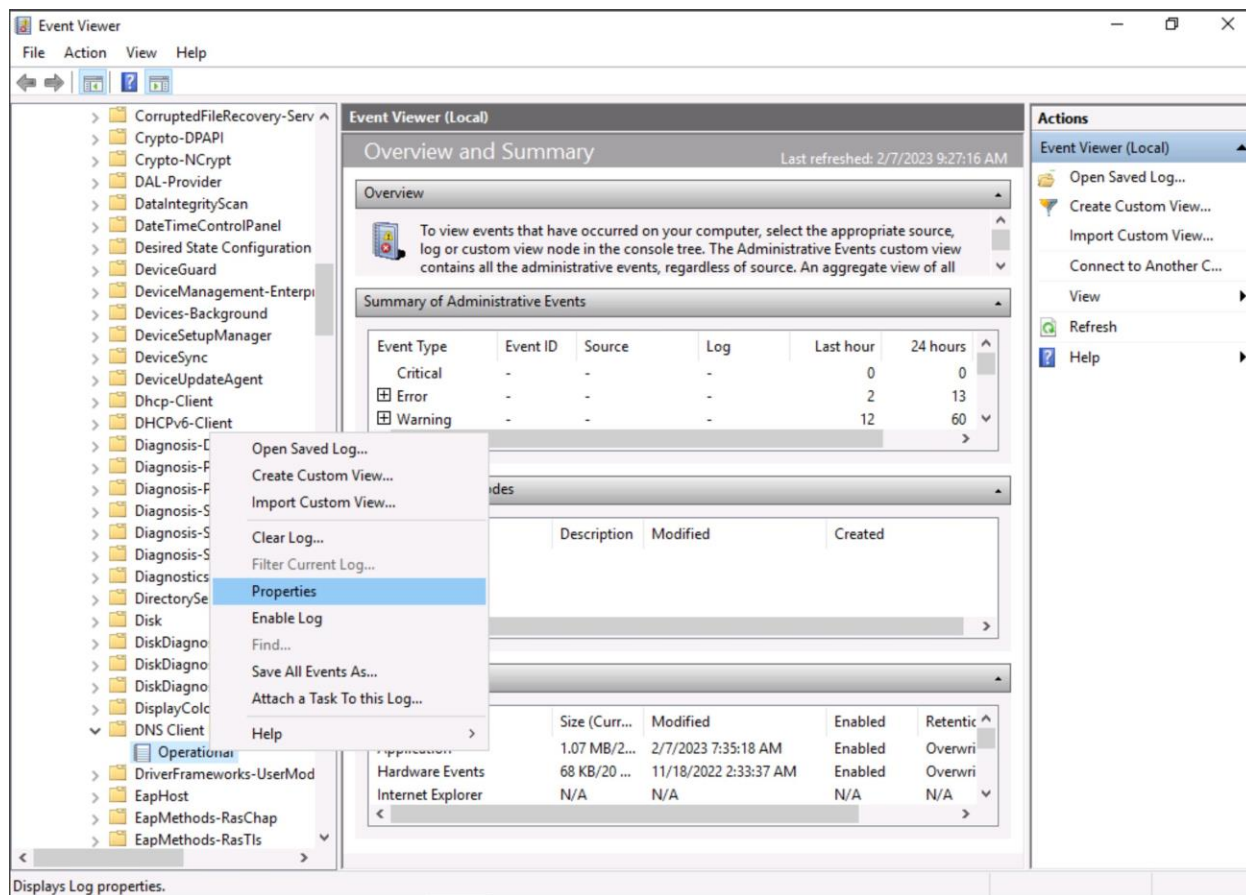 Event Viewer
File Action View Help
CorruptedFileRecovery-Serv
Crypto-DPAPI
Crypto-NCrypt
DAL-Provider
DataIntegrityScan
DateTimeControlPanel
Desired State Configuration
DeviceGuard
DeviceManagement-Enterpri
Devices-Background
DeviceSetupManager
DeviceSync
DeviceUpdateAgent
Dhcp-Client
DHCPv6-Client
Diagnosis-D
Diagnosis-P
Diagnosis-P
Diagnosis-S
Diagnosis-S
Diagnosis-S
Diagnostics
DirectorySe
Disk
DiskDiagno
DiskDiagno
DiskDiagno
DisplayColo
DNS Client
Operational
DriverFrameworks-UserMod
EapHost
EapMethods-RasChap
EapMethods-RasTls
Open Saved Log...
Create Custom View...
Import Custom View...
Clear Log...
Filter Current Log...
Properties
Enable Log
Find...
Save All Events As...
Attach a Task To this Log...
Help
Event Viewer (Local)
Overview and Summary Last refreshed: 2/7/2023 9:27:16 AM
Overview
To view events that have occurred on your computer, select the appropriate source,
log or custom view node in the console tree. The Administrative Events custom view
contains all the administrative events, regardless of source. An aggregate view of all
Summary of Administrative Events
Event Type Event ID Source Log Last hour 24 hours
Critical - - - 0 0
Error - - - 2 13
Warning - - - 12 60
odes
Description Modified Created
Size (Curr... Modified Enabled Retentic
Application 1.07 MB/2... 2/7/2023 7:35:18 AM Enabled Overwri
Hardware Events 68 KB/20 ... 11/18/2022 2:33:37 AM Enabled Overwri
Internet Explorer N/A N/A N/A N/A
Actions
Event Viewer (Local)
Open Saved Log...
Create Custom View...
Import Custom View...
Connect to Another C...
View
Refresh
Help
Displays Log properties.